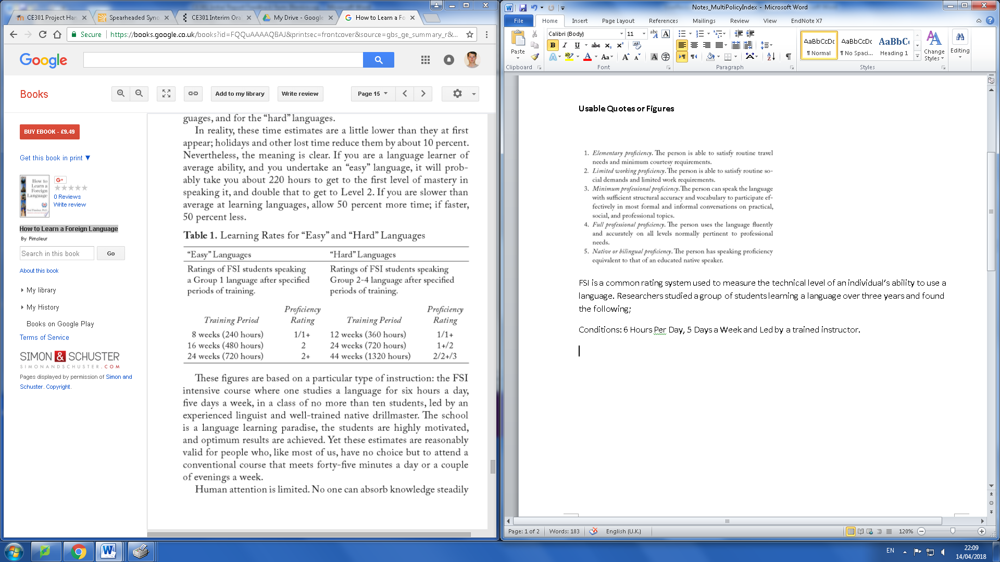 CE301 Project Han
Spearheaded Syno
CE301 Interim Ora
My Drive - Google
How to Learn a Fo
Secure
https://books.google.co.uk/books?id=FQQuAAAAQBAJ&printsec=frontcover&source=gbs_ge_summary_r&...
Google
Books
Add to my library
Write review
Page 15
BUY EBOOK - £9.49
Get this book in print ▼
How to
Learn a
Foreign
Language
G+
0 Reviews
Write review
How to Learn a Foreign Language
By Pimsleur
Search in this book
Go
About this book
My library
My History
Books on Google Play
Terms of Service
SIMON & SCHUSTER
SIMONANDSCHUSTER.COM
Pages displayed by permission of Simon and
Schuster. Copyright.
guages, and for the “hard” languages.
In reality, these time estimates are a little lower than they at first
appear; holidays and other lost time reduce them by about 10 percent.
Nevertheless, the meaning is clear. If you are a language learner of
average ability, and you undertake an “easy” language, it will prob-
ably take you about 220 hours to get to the first level of mastery in
speaking it, and double that to get to Level 2. If you are slower than
average at learning languages, allow 50 percent more time; if faster,
50 percent less.
Table 1. Learning Rates for “Easy” and “Hard” Languages
“Easy” Languages “Hard” Languages
Ratings of FSI students speaking Ratings of FSI students speaking
a Group 1 language after specified Group 2-4 language after specified
periods of training. periods of training.
Proficiency Proficiency
Training Period Rating Training Period Rating
8 weeks (240 hours) 1/1+ 12 weeks (360 hours) 1/1+
16 weeks (480 hours) 2 24 weeks (720 hours) 1+/2
24 weeks (720 hours) 2+ 44 weeks (1320 hours) 2/2+/3
These figures are based on a particular type of instruction: the FSI
intensive course where one studies a language for six hours a day,
five days a week, in a class of no more than ten students, led by an
experienced linguist and well-trained native drillmaster. The school
is a language learning paradise, the students are highly motivated,
and optimum results are achieved. Yet these estimates are reasonably
valid for people who, like most of us, have no choice but to attend a
conventional course that meets forty-five minutes a day or a couple
of evenings a week.
Human attention is limited. No one can absorb knowledge steadily
Notes_MultiPolicyIndex - Microsoft Word
File Home Insert Page Layout References Mailings Review View EndNote X7
Paste
Calibri (Body) 11
AaBbCcDc AaBbCcDc AaBbC
¶ Normal ¶ No Spaci... Heading 1
Change Styles
Editing
Clipboard Font Paragraph Styles
Usable Quotes or Figures
1. Elementary proficiency. The person is able to satisfy routine travel
needs and minimum courtesy requirements.
2. Limited working proficiency. The person is able to satisfy routine so-
cial demands and limited work requirements.
3. Minimum professional proficiency. The person can speak the language
with sufficient structural accuracy and vocabulary to participate ef-
fectively in most formal and informal conversations on practical,
social, and professional topics.
4. Full professional proficiency. The person uses the language fluently
and accurately on all levels normally pertinent to professional
needs.
5. Native or bilingual proficiency. The person has speaking proficiency
equivalent to that of an educated native speaker.
FSI is a common rating system used to measure the technical level of an individual’s ability to use a
language. Researchers studied a group of students learning a language over three years and found
the following;
Conditions: 6 Hours Per Day, 5 Days a Week and Led by a trained instructor.
Page: 1 of 2 Words: 183 English (U.K.) 120%
EN
22:09
14/04/2018